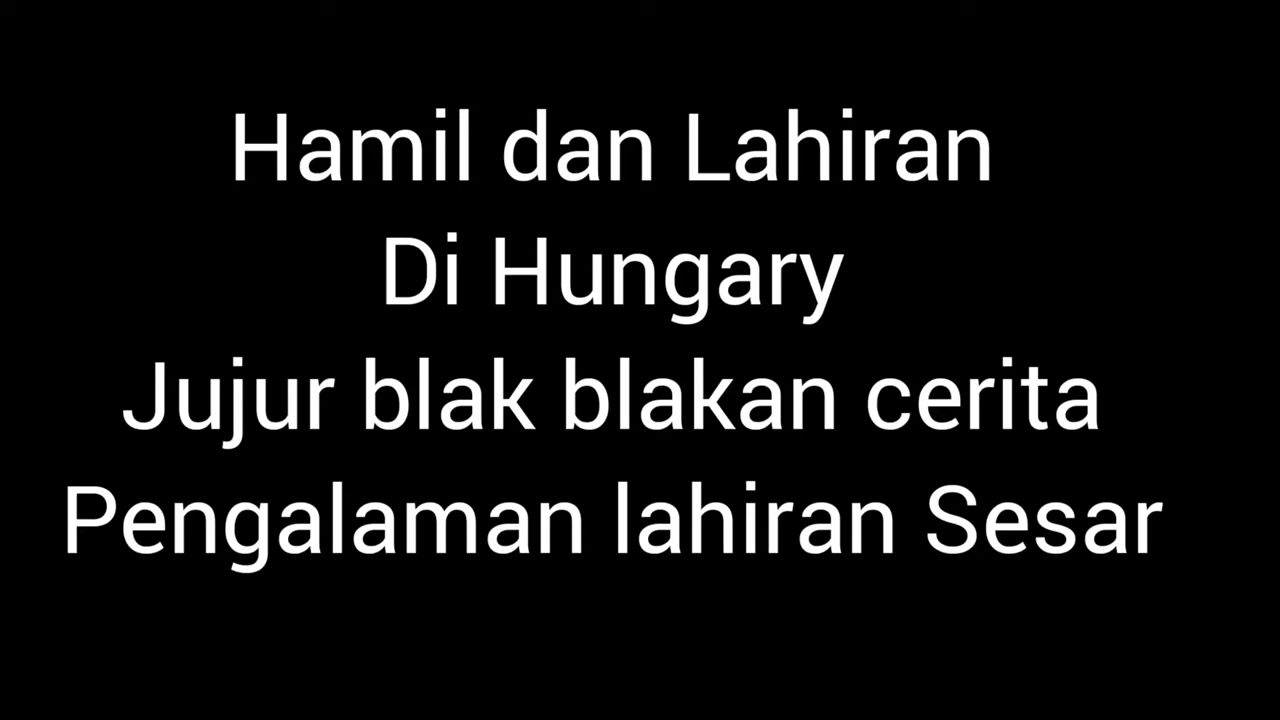 Hamil dan Lahiran
Di Hungary
Jujur blak blakan cerita
Pengalaman lahiran Sesar